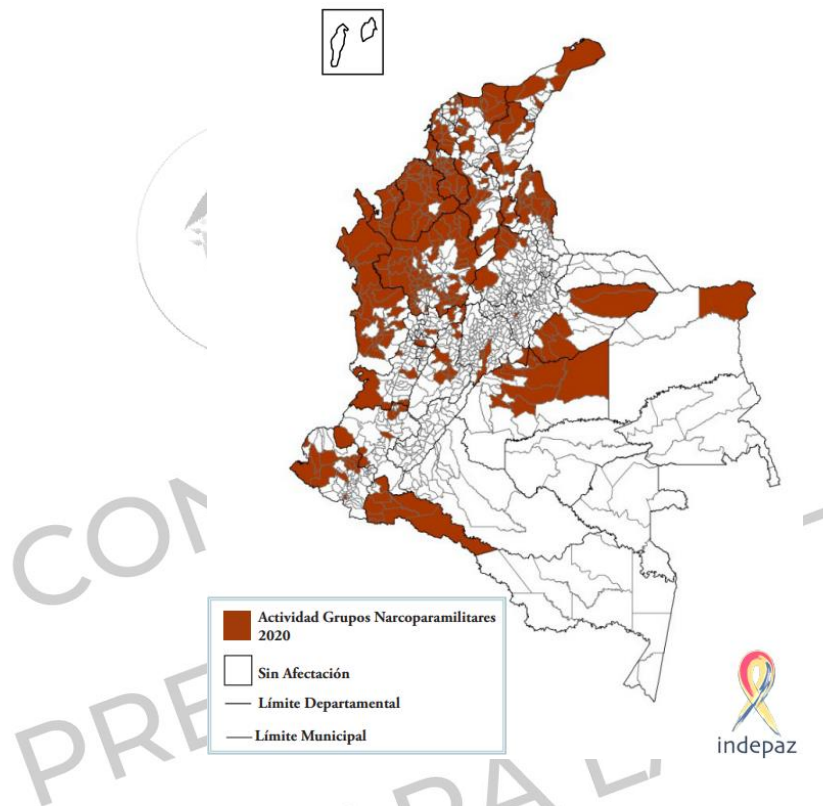 Actividad Grupos Narcoparamilitares
2020
Sin Afectación
Límite Departamental
Límite Municipal
indepaz